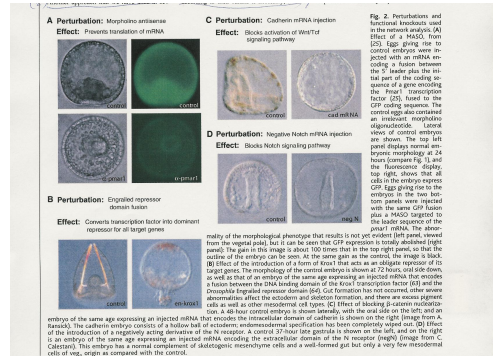 A Perturbation: Morpholino antisense
Effect: Prevents translation of mRNA
control
control
α-pmar1
α-pmar1
B Perturbation: Engrailed repressor
domain fusion
Effect: Converts transcription factor into dominant
repressor for all target genes
control
en-krox1
C Perturbation: Cadherin mRNA injection
Effect: Blocks activation of Wnt/Tcf
signaling pathway
control
cad mRNA
D Perturbation: Negative Notch mRNA injection
Effect: Blocks Notch signaling pathway
control
neg N
Fig. 2. Perturbations and
functional knockouts used
in the network analysis. (A)
Effect of a MASO, from
(25). Eggs giving rise to
control embryos were in-
jected with an mRNA en-
coding a fusion between
the 5' leader plus the ini-
tial part of the coding se-
quence of a gene encoding
the Pmar1 transcription
factor (25), fused to the
GFP coding sequence. The
control eggs also contained
an irrelevant morpholino
oligonucleotide. Lateral
views of control embryos
are shown. The top left
panel displays normal em-
bryonic morphology at 24
hours (compare Fig. 1), and
the fluorescence display,
top right, shows that all
cells in the embryo express
GFP. Eggs giving rise to the
embryos in the two bot-
tom panels were injected
with the same GFP fusion
plus a MASO targeted to
the leader sequence of the
pmar1 mRNA. The abnor-
mality of the morphological phenotype that results is not yet evident (left panel, viewed
from the vegetal pole), but it can be seen that GFP expression is totally abolished (right
panel): The gain in this image is about 100 times that in the top right panel, so that the
outline of the embryo can be seen. At the same gain as the control, the image is black.
(B) Effect of the introduction of a form of Krox1 that acts as an obligate repressor of its
target genes. The morphology of the control embryo is shown at 72 hours, oral side down,
as well as that of an embryo of the same age expressing an injected mRNA that encodes
a fusion between the DNA binding domain of the Krox1 transcription factor (63) and the
Drosophila Engrailed repressor domain (64). Gut formation has not occurred, other severe
abnormalities affect the ectoderm and skeleton formation, and there are excess pigment
cells as well as other mesodermal cell types. (C) Effect of blocking β-catenin nucleariza-
tion. A 48-hour control embryo is shown laterally, with the oral side on the left; and an
embryo of the same age expressing an injected mRNA that encodes the intracellular domain of cadherin is shown on the right (image from A.
Ransick). The cadherin embryo consists of a hollow ball of ectoderm; endomesodermal specification has been completely wiped out. (D) Effect
of the introduction of a negatively acting derivative of the N receptor. A control 37-hour late gastrula is shown on the left, and on the right
is an embryo of the same age expressing an injected mRNA encoding the extracellular domain of the N receptor (negN) (image from C.
Calestani). This embryo has a normal complement of skeletogenic mesenchyme cells and a well-formed gut but only a very few mesodermal
cells of veg₂ origin as compared with the control.